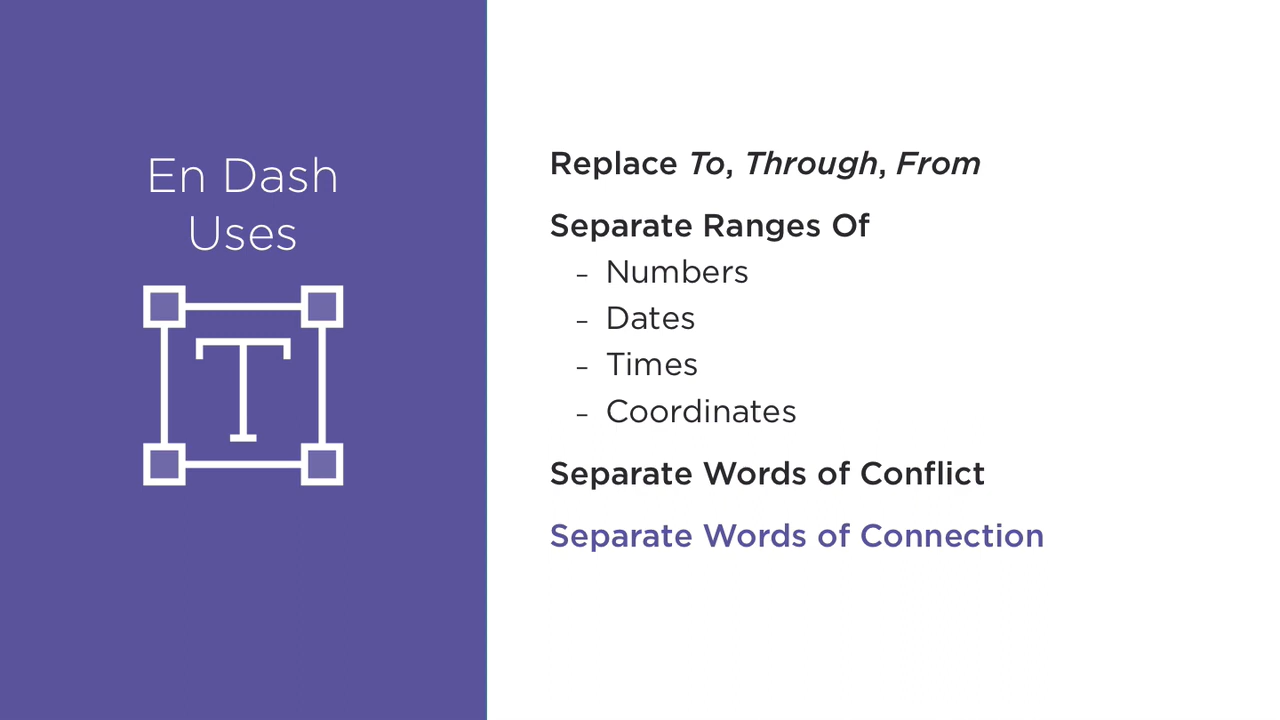 En Dash
Uses
T
Replace To, Through, From
Separate Ranges Of
– Numbers
– Dates
– Times
– Coordinates
Separate Words of Conflict
Separate Words of Connection